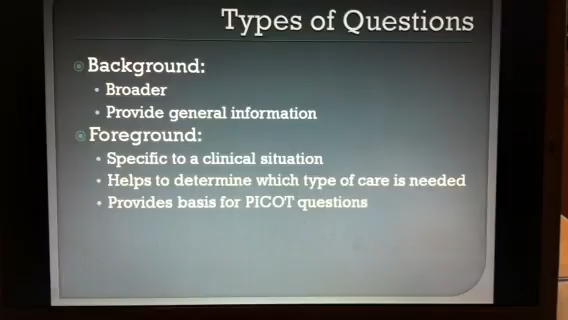 Types of Questions
Background:
• Broader
• Provide general information
Foreground:
• Specific to a clinical situation
• Helps to determine which type of care is needed
• Provides basis for PICOT questions